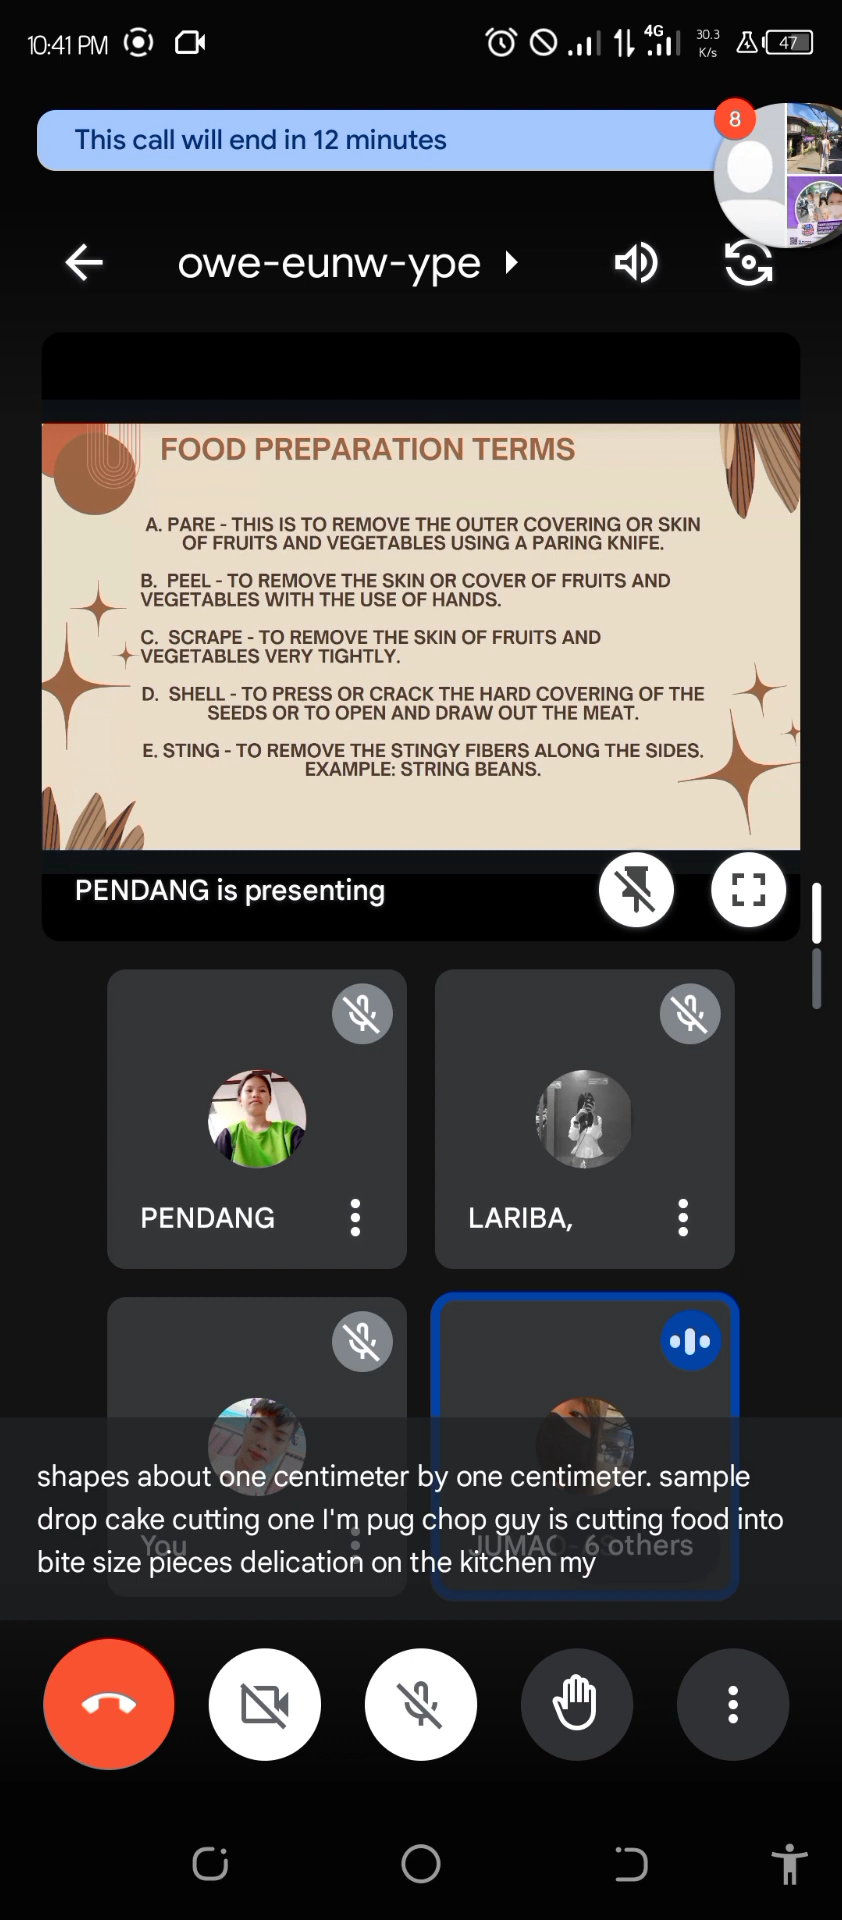 10:41 PM
4G
30.3
K/s
47
This call will end in 12 minutes
8
owe-eunw-ype
FOOD PREPARATION TERMS
A. PARE - THIS IS TO REMOVE THE OUTER COVERING OR SKIN
OF FRUITS AND VEGETABLES USING A PARING KNIFE.
B. PEEL - TO REMOVE THE SKIN OR COVER OF FRUITS AND
VEGETABLES WITH THE USE OF HANDS.
C. SCRAPE - TO REMOVE THE SKIN OF FRUITS AND
VEGETABLES VERY TIGHTLY.
D. SHELL - TO PRESS OR CRACK THE HARD COVERING OF THE
SEEDS OR TO OPEN AND DRAW OUT THE MEAT.
E. STING - TO REMOVE THE STINGY FIBERS ALONG THE SIDES.
EXAMPLE: STRING BEANS.
PENDANG is presenting
PENDANG
LARIBA,
shapes about one centimeter by one centimeter. sample
drop cake cutting one I'm pug chop guy is cutting food into
bite size pieces delication on the kitchen my
You
6 others